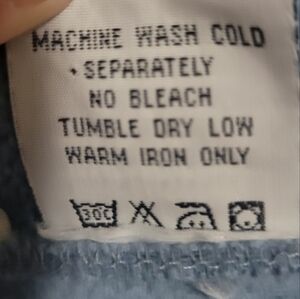 MACHINE WASH COLD
• SEPARATELY
NO BLEACH
TUMBLE DRY LOW
WARM IRON ONLY
30C